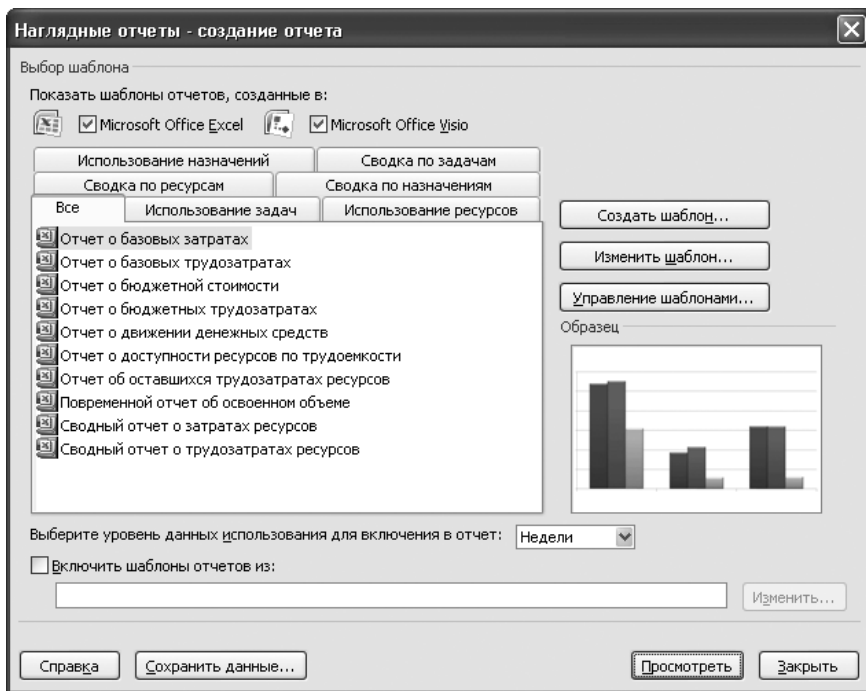 Наглядные отчеты - создание отчета
Выбор шаблона
Показать шаблоны отчетов, созданные в:
Microsoft Office Excel Microsoft Office Visio
Использование назначений Сводка по задачам
Сводка по ресурсам Сводка по назначениям
Все Использование задач Использование ресурсов
Отчет о базовых затратах
Отчет о базовых трудозатратах
Отчет о бюджетной стоимости
Отчет о бюджетных трудозатратах
Отчет о движении денежных средств
Отчет о доступности ресурсов по трудоемкости
Отчет об оставшихся трудозатратах ресурсов
Повременной отчет об освоенном объеме
Сводный отчет о затратах ресурсов
Сводный отчет о трудозатратах ресурсов
Создать шаблон...
Изменить шаблон...
Управление шаблонами...
Образец
Выберите уровень данных использования для включения в отчет: Недели
Включить шаблоны отчетов из:
Изменить...
Справка Сохранить данные... Просмотреть Закрыть